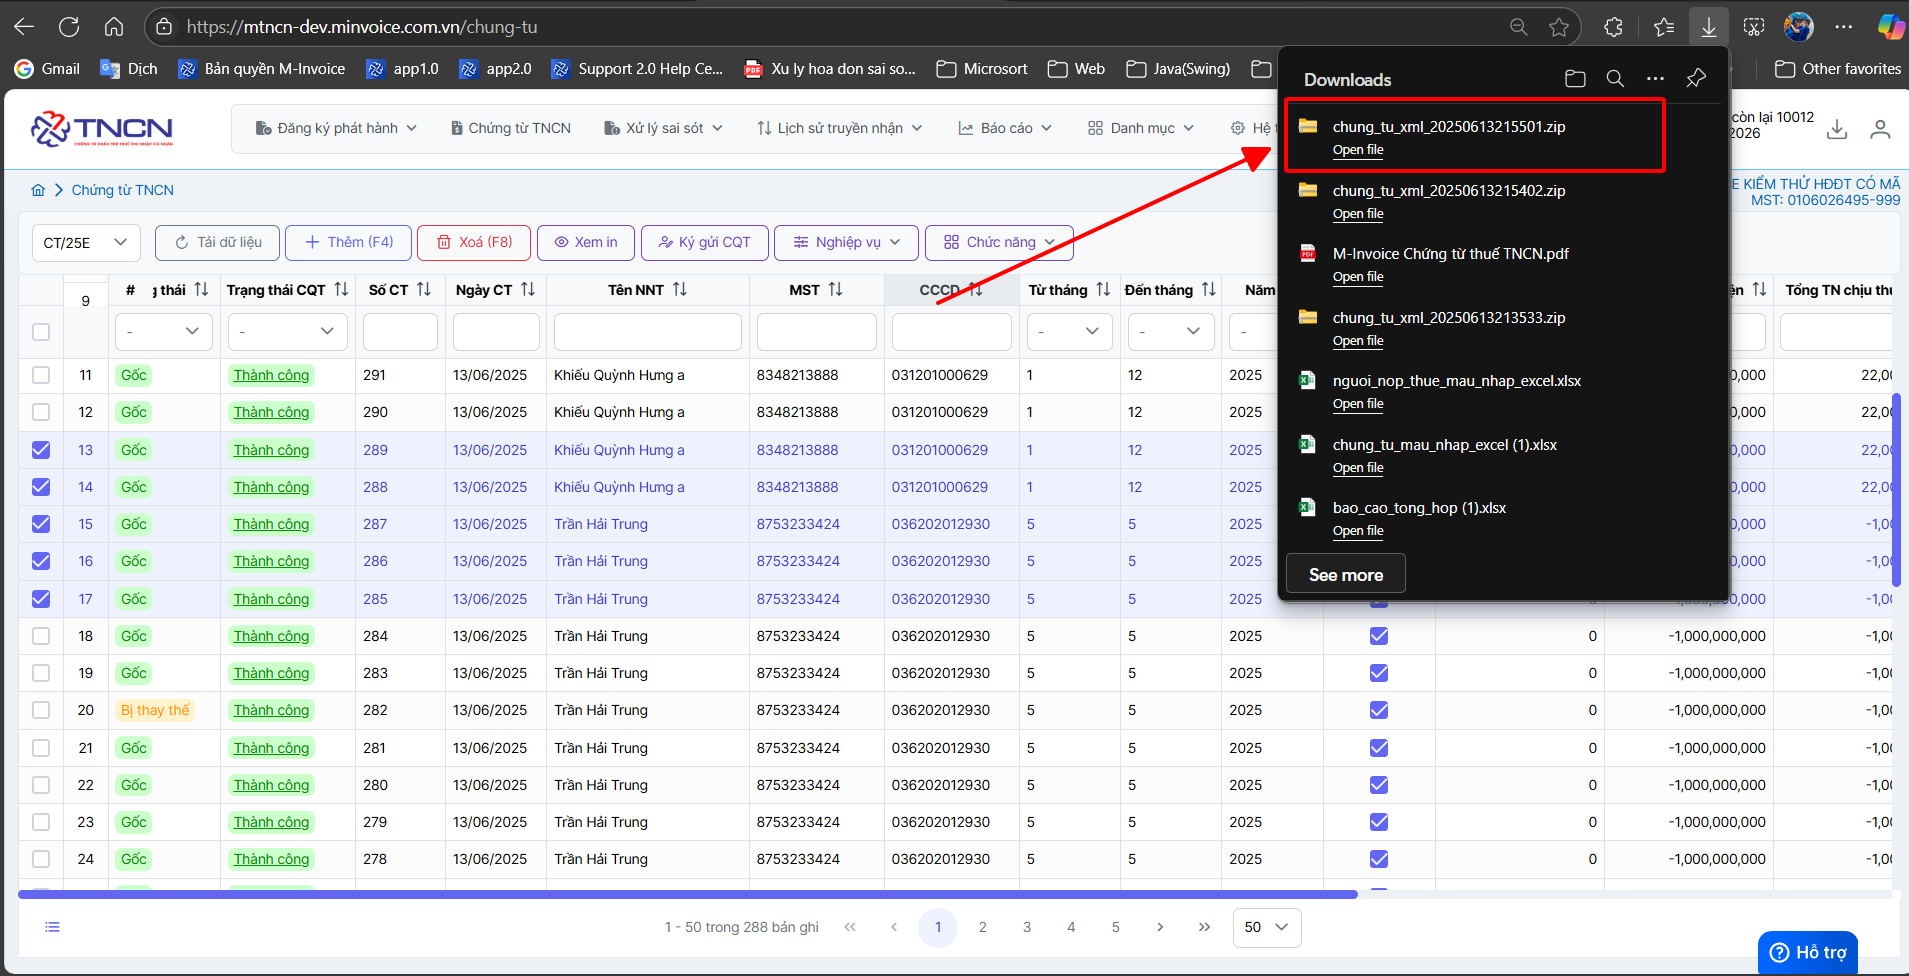 https://mtncn-dev.minvoice.com.vn/chung-tu
Gmail
Dịch
Bản quyền M-Invoice
app1.0
app2.0
Support 2.0 Help Ce...
Xu ly hoa don sai so...
Microsort
Web
Java(Swing)
Other favorites
TNCN
Đăng ký phát hành
Chứng từ TNCN
Xử lý sai sót
Lịch sử truyền nhận
Báo cáo
Danh mục
Hệ
còn lại 10012
2026
Downloads
chung_tu_xml_20250613215501.zip
Open file
chung_tu_xml_20250613215402.zip
Open file
M-Invoice Chứng từ thuế TNCN.pdf
Open file
chung_tu_xml_20250613213533.zip
Open file
nguoi_nop_thue_mau_nhap_excel.xlsx
Open file
chung_tu_mau_nhap_excel (1).xlsx
Open file
bao_cao_tong_hop (1).xlsx
Open file
See more
Chứng từ TNCN
E KIỂM THỬ HĐĐT CÓ MÃ
MST: 0106026495-999
CT/25E
Tải dữ liệu
Thêm (F4)
Xoá (F8)
Xem in
Ký gửi CQT
Nghiệp vụ
Chức năng
9 # g thái Trạng thái CQT Số CT Ngày CT Tên NNT MST CCCD Từ tháng Đến tháng Năm ện Tổng TN chịu thu
- - - - -
11 Gốc Thành công 291 13/06/2025 Khiếu Quỳnh Hưng a 8348213888 031201000629 1 12 2025 0,000 22,00
12 Gốc Thành công 290 13/06/2025 Khiếu Quỳnh Hưng a 8348213888 031201000629 1 12 2025 0,000 22,00
13 Gốc Thành công 289 13/06/2025 Khiếu Quỳnh Hưng a 8348213888 031201000629 1 12 2025 0,000 22,00
14 Gốc Thành công 288 13/06/2025 Khiếu Quỳnh Hưng a 8348213888 031201000629 1 12 2025 0,000 22,00
15 Gốc Thành công 287 13/06/2025 Trần Hải Trung 8753233424 036202012930 5 5 2025 0,000 -1,00
16 Gốc Thành công 286 13/06/2025 Trần Hải Trung 8753233424 036202012930 5 5 2025 0,000 -1,00
17 Gốc Thành công 285 13/06/2025 Trần Hải Trung 8753233424 036202012930 5 5 2025 0,000 -1,00
18 Gốc Thành công 284 13/06/2025 Trần Hải Trung 8753233424 036202012930 5 5 2025 0 -1,000,000,000 -1,00
19 Gốc Thành công 283 13/06/2025 Trần Hải Trung 8753233424 036202012930 5 5 2025 0 -1,000,000,000 -1,00
20 Bị thay thế Thành công 282 13/06/2025 Trần Hải Trung 8753233424 036202012930 5 5 2025 0 -1,000,000,000 -1,00
21 Gốc Thành công 281 13/06/2025 Trần Hải Trung 8753233424 036202012930 5 5 2025 0 -1,000,000,000 -1,00
22 Gốc Thành công 280 13/06/2025 Trần Hải Trung 8753233424 036202012930 5 5 2025 0 -1,000,000,000 -1,00
23 Gốc Thành công 279 13/06/2025 Trần Hải Trung 8753233424 036202012930 5 5 2025 0 -1,000,000,000 -1,00
24 Gốc Thành công 278 13/06/2025 Trần Hải Trung 8753233424 036202012930 5 5 2025 0 -1,000,000,000 -1,00
1 - 50 trong 288 bản ghi
1 2 3 4 5
50
Hỗ trợ